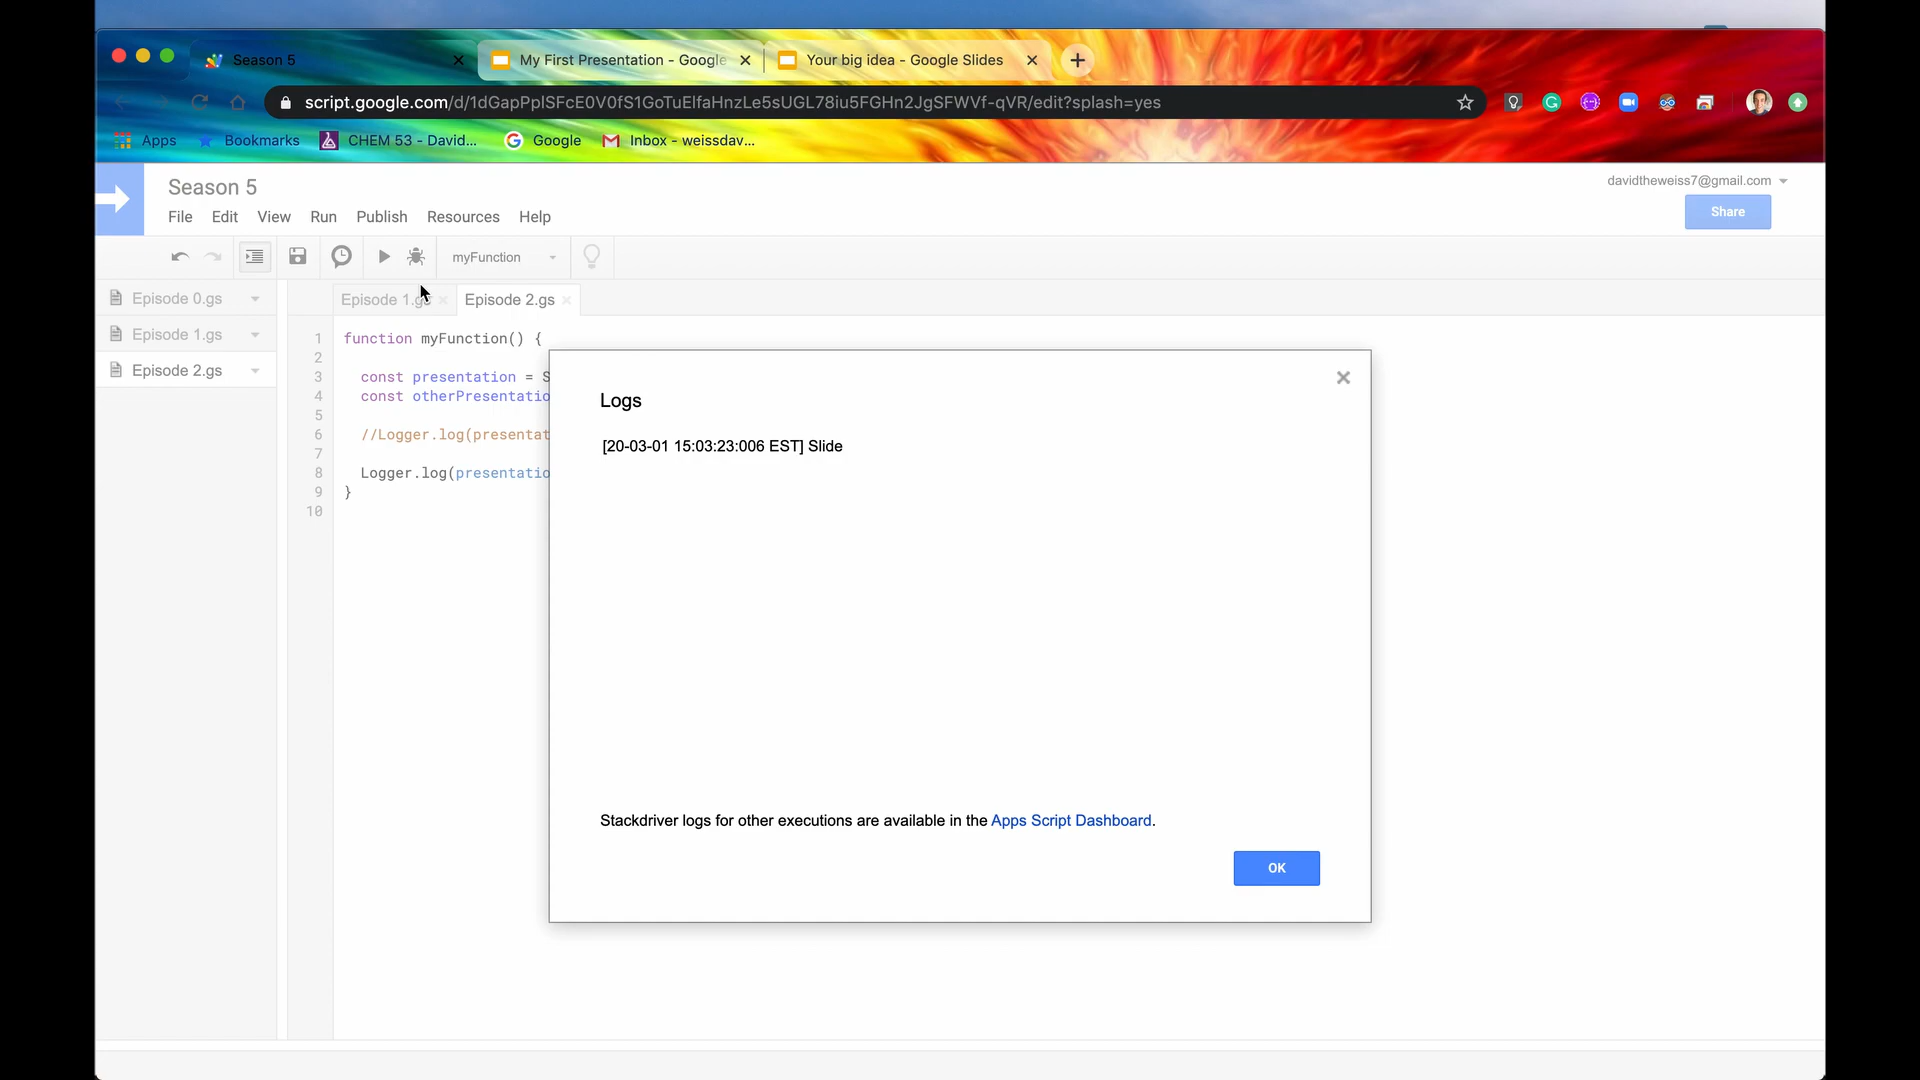 Season 5
My First Presentation - Google
Your big idea - Google Slides
script.google.com/d/1dGapPpISFcE0V0fS1GoTuElfaHnzLe5sUGL78iu5FGHn2JgSFWVf-qVR/edit?splash=yes
Apps
Bookmarks
CHEM 53 - David...
Google
Inbox - weissdav...
Season 5
davidtheweiss7@gmail.com
File Edit View Run Publish Resources Help
Share
myFunction
Episode 0.gs
Episode 1.gs
Episode 2.gs
Episode 1.gs
Episode 2.gs
1 function myFunction() {
2
3 const presentation = S
4 const otherPresentatio
5
6 //Logger.log(presentat
7
8 Logger.log(presentatio
9 }
10
Logs
[20-03-01 15:03:23:006 EST] Slide
Stackdriver logs for other executions are available in the Apps Script Dashboard.
OK